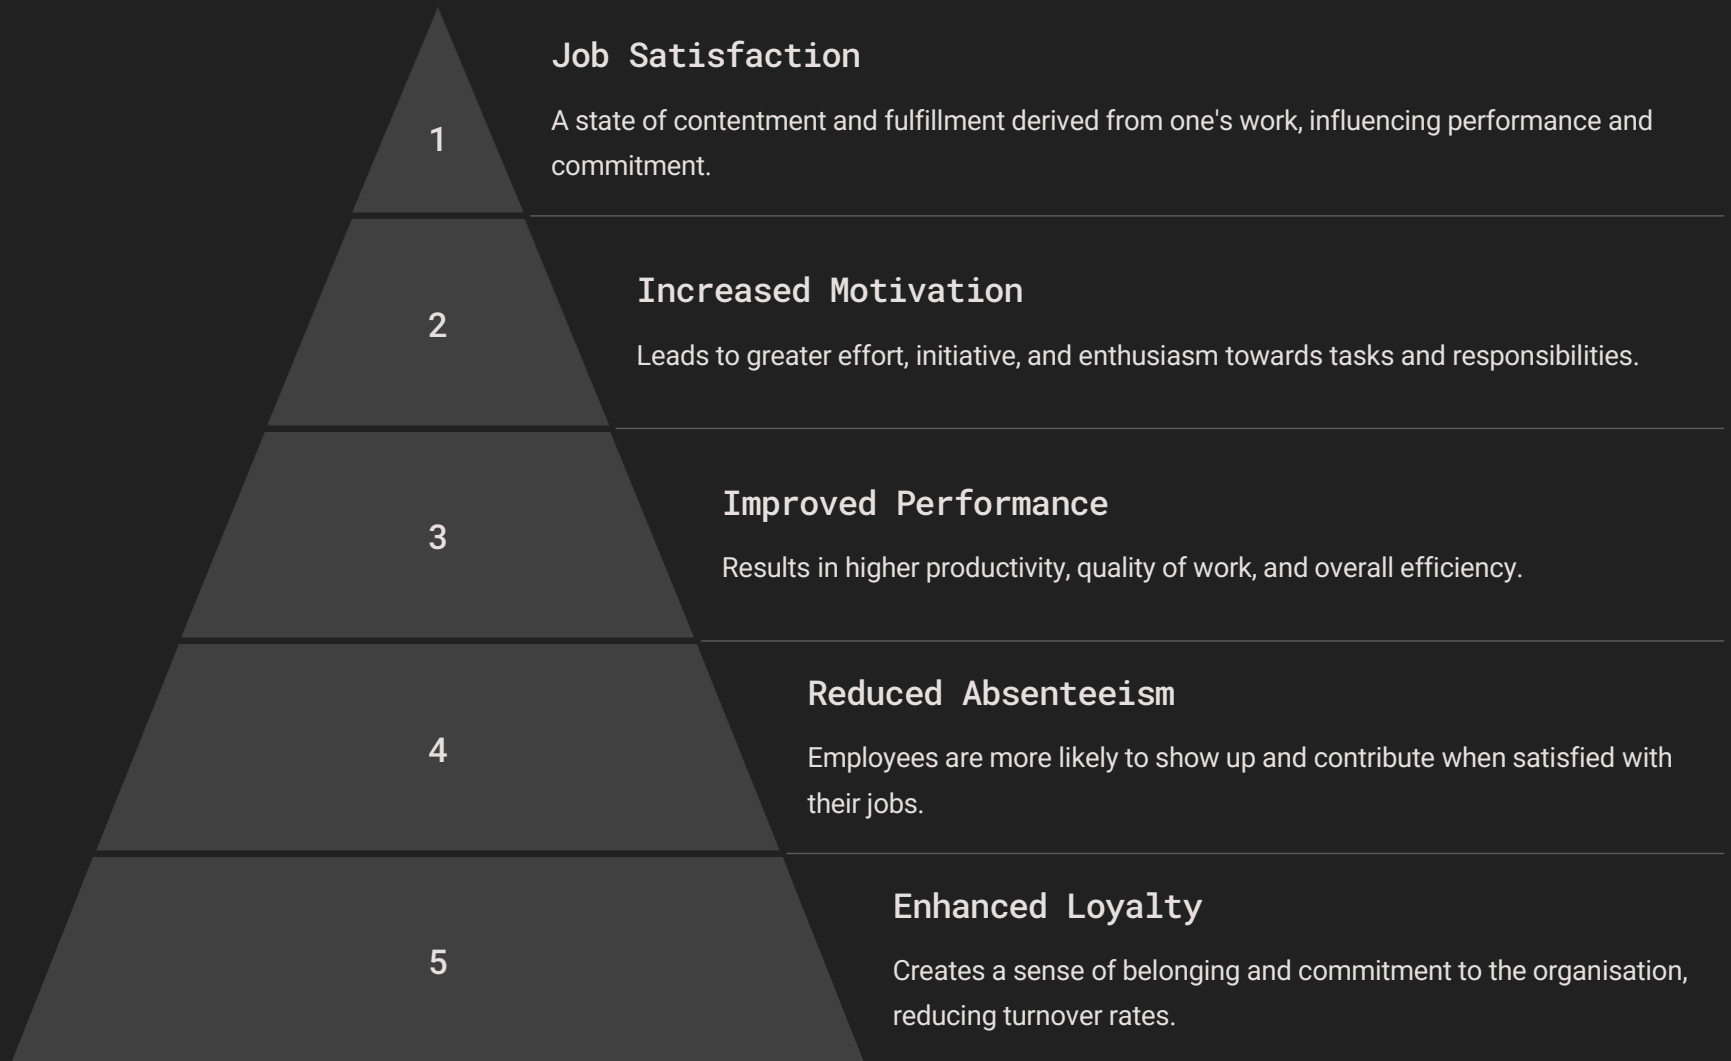 Job Satisfaction
1
A state of contentment and fulfillment derived from one's work, influencing performance and
commitment.
Increased Motivation
2
Leads to greater effort, initiative, and enthusiasm towards tasks and responsibilities.
Improved Performance
3
Results in higher productivity, quality of work, and overall efficiency.
Reduced Absenteeism
4
Employees are more likely to show up and contribute when satisfied with
their jobs.
Enhanced Loyalty
5
Creates a sense of belonging and commitment to the organisation,
reducing turnover rates.